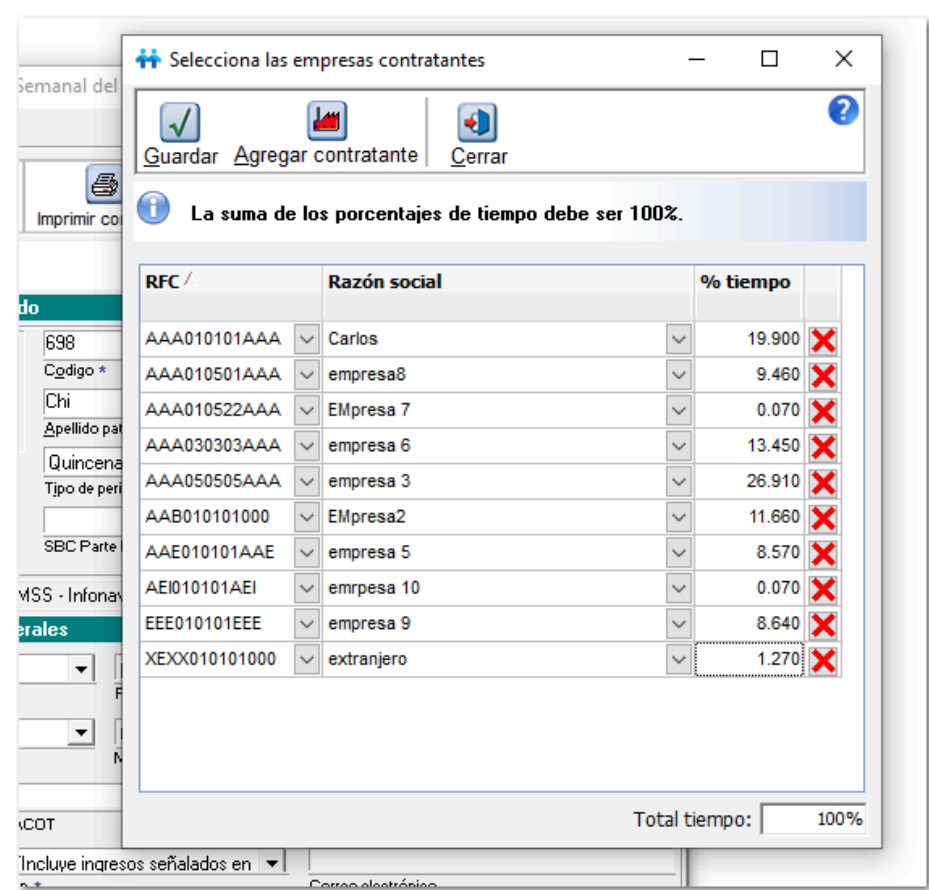 Selecciona las empresas contratantes
Semanal del
Guardar Agregar contratante Cerrar
Imprimir
La suma de los porcentajes de tiempo debe ser 100%.
RFC Razón social % tiempo
AAA010101AAA Carlos 19.900
AAA010501AAA empresa8 9.460
AAA010522AAA EMpresa 7 0.070
AAA030303AAA empresa 6 13.450
AAA050505AAA empresa 3 26.910
AAB010101000 EMpresa2 11.660
AAE010101AAE empresa 5 8.570
AEI010101AEI emrpesa 10 0.070
EEE010101EEE empresa 9 8.640
XEXX010101000 extranjero 1.270
Total tiempo: 100%
do
698
Codigo *
Chi
Apellido pat
Quincena
Tipo de peri
SBC Parte
MSS - Infonav
erales
ACOT
Incluye ingresos señalados en
Correo electrónico